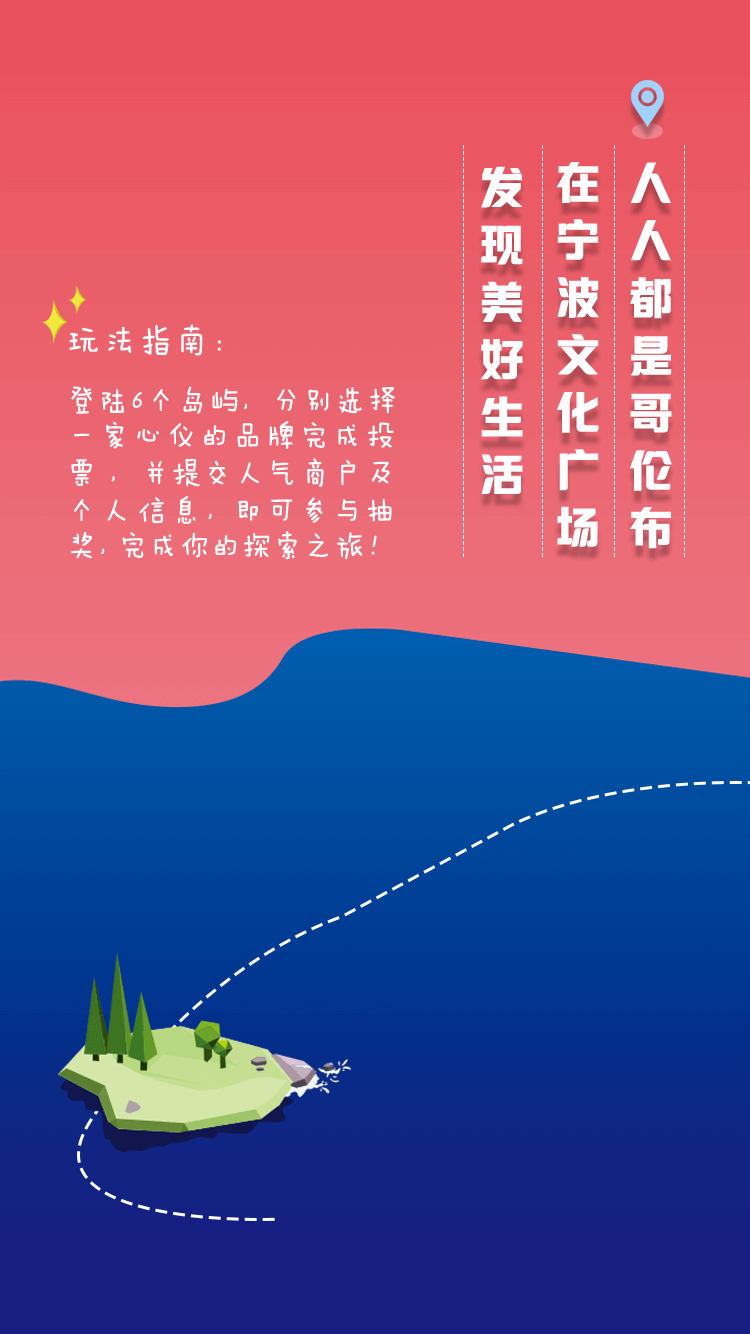 人人都是哥伦布
在宁波文化广场
发现美好生活
玩法指南：
登陆6个岛屿，分别选择
一家心仪的品牌完成投
票，并提交人气商户及
个人信息，即可参与抽
奖，完成你的探索之旅！